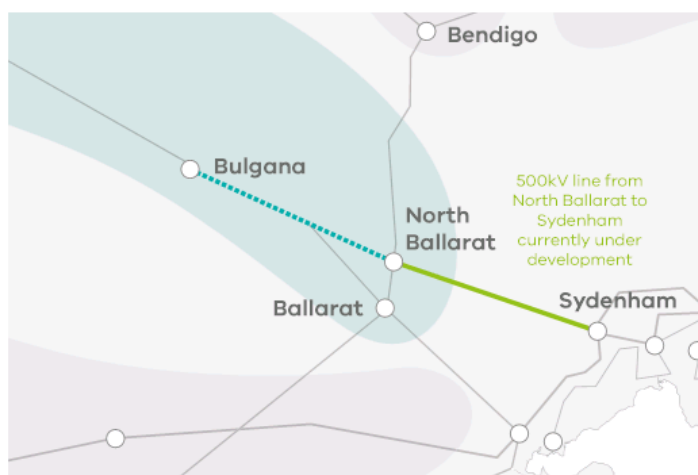 Bendigo
Bulgana
500kV line from
North Ballarat to
Sydenham
currently under
development
North
Ballarat
Ballarat
Sydenham